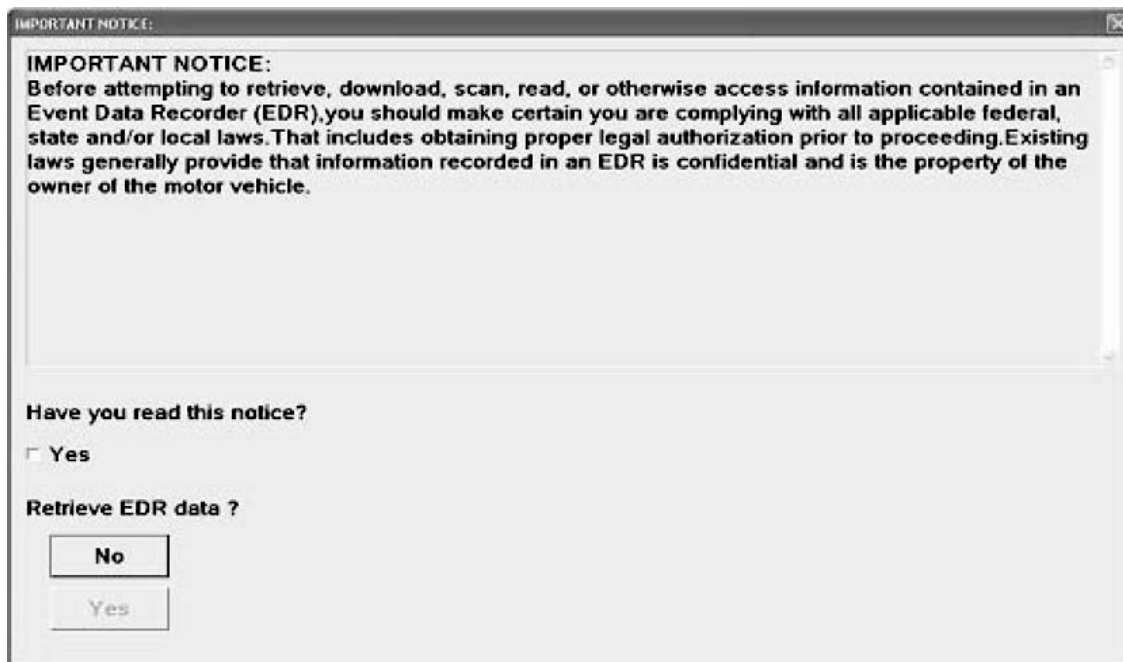 IMPORTANT NOTICE:
IMPORTANT NOTICE:
Before attempting to retrieve, download, scan, read, or otherwise access information contained in an
Event Data Recorder (EDR),you should make certain you are complying with all applicable federal,
state and/or local laws.That includes obtaining proper legal authorization prior to proceeding.Existing
laws generally provide that information recorded in an EDR is confidential and is the property of the
owner of the motor vehicle.
Have you read this notice?
Yes
Retrieve EDR data ?
No
Yes